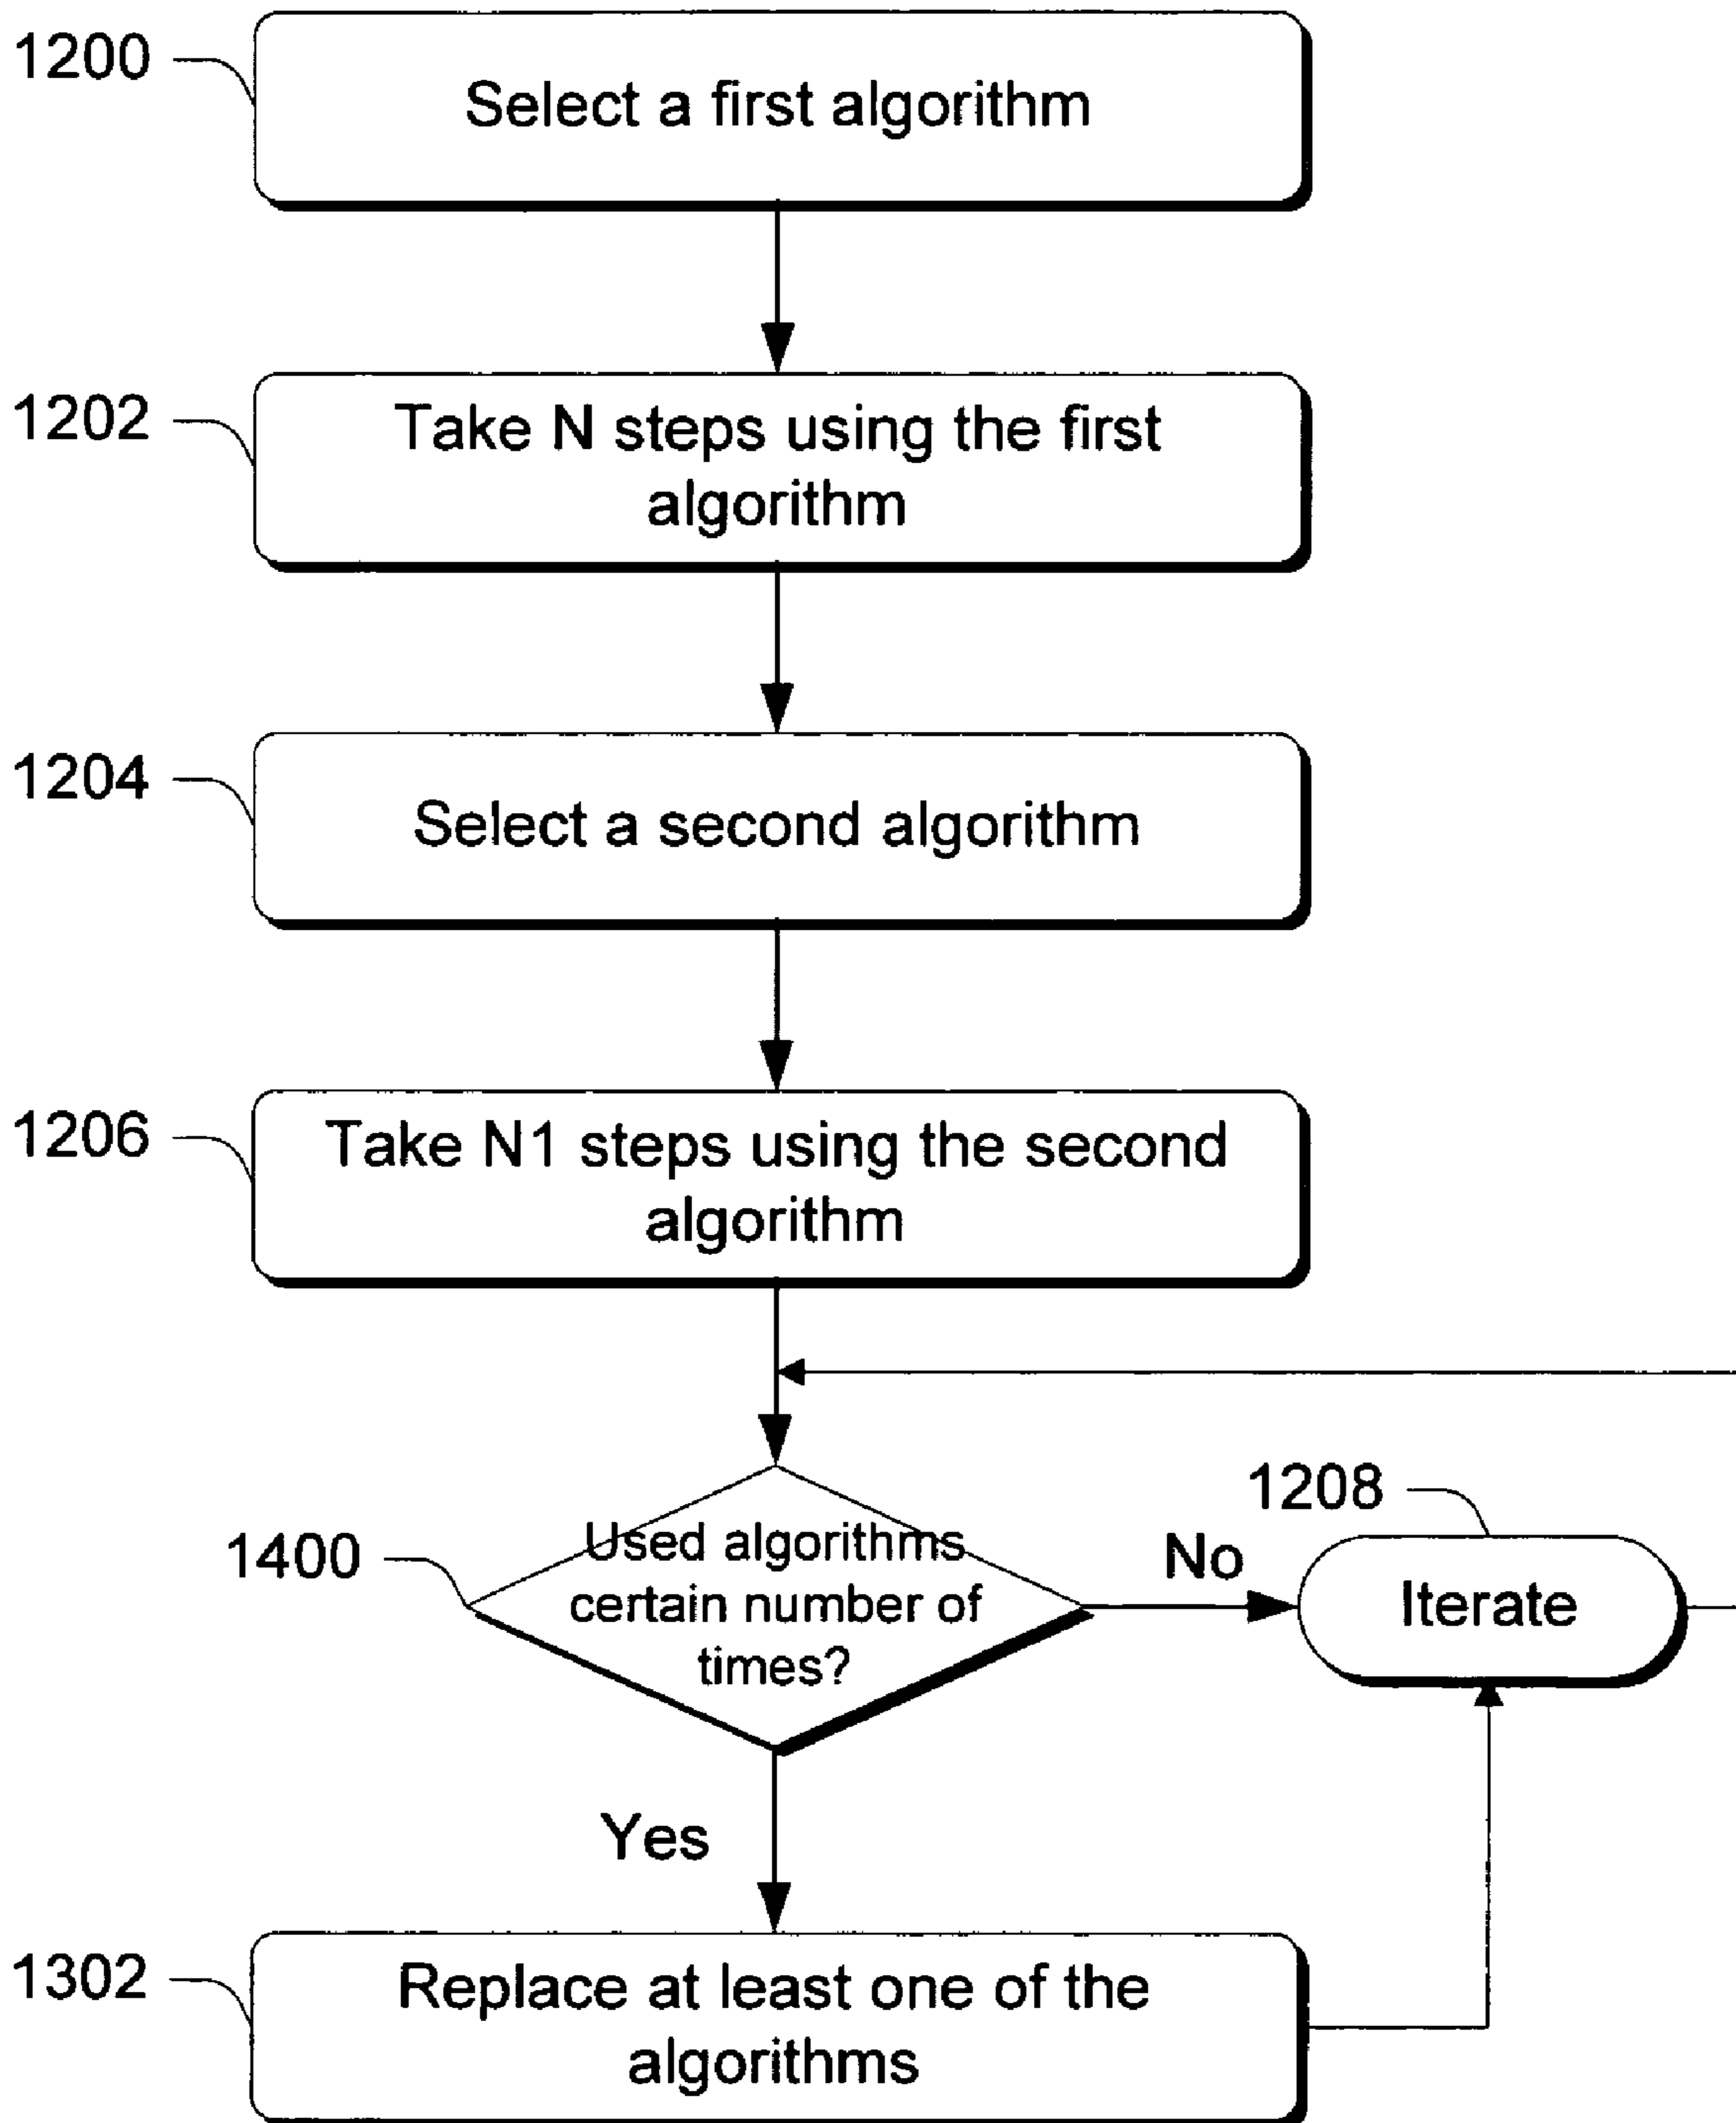 1200
Select a first algorithm
1202
Take N steps using the first
algorithm
1204
Select a second algorithm
1206
Take N1 steps using the second
algorithm
1208
1400
Used algorithms
certain number of
times?
No
Iterate
Yes
1302
Replace at least one of the
algorithms